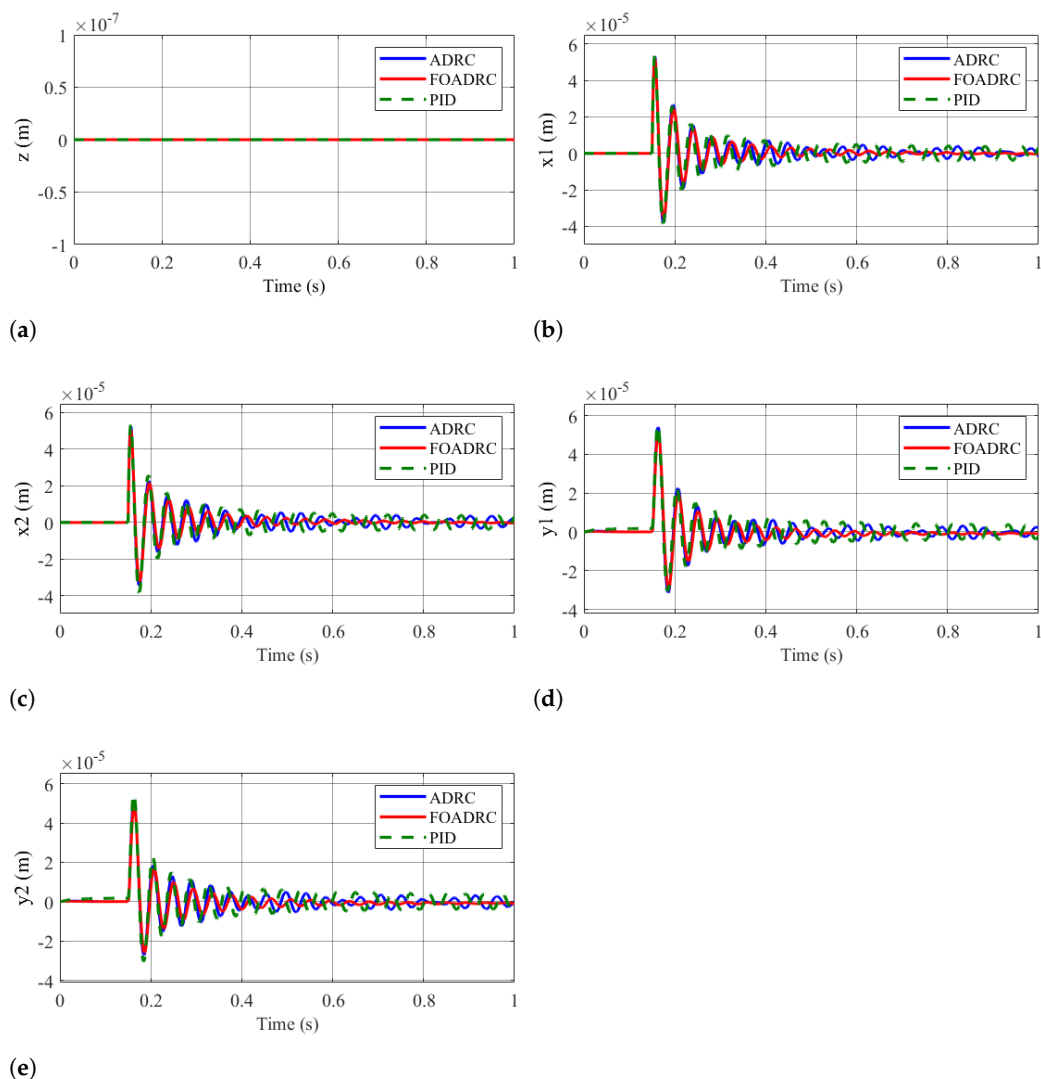 ×10-7
1
0.5
0
-0.5
-1
z (m)
0 0.2 0.4 0.6 0.8 1
Time (s)
ADRC
FOADRC
PID
(a)
×10-5
6
4
2
0
-2
-4
x1 (m)
0 0.2 0.4 0.6 0.8 1
Time (s)
ADRC
FOADRC
PID
(b)
×10-5
6
4
2
0
-2
-4
x2 (m)
0 0.2 0.4 0.6 0.8 1
Time (s)
ADRC
FOADRC
PID
(c)
×10-5
6
4
2
0
-2
-4
y1 (m)
0 0.2 0.4 0.6 0.8 1
Time (s)
ADRC
FOADRC
PID
(d)
×10-5
6
4
2
0
-2
-4
y2 (m)
0 0.2 0.4 0.6 0.8 1
Time (s)
ADRC
FOADRC
PID
(e)